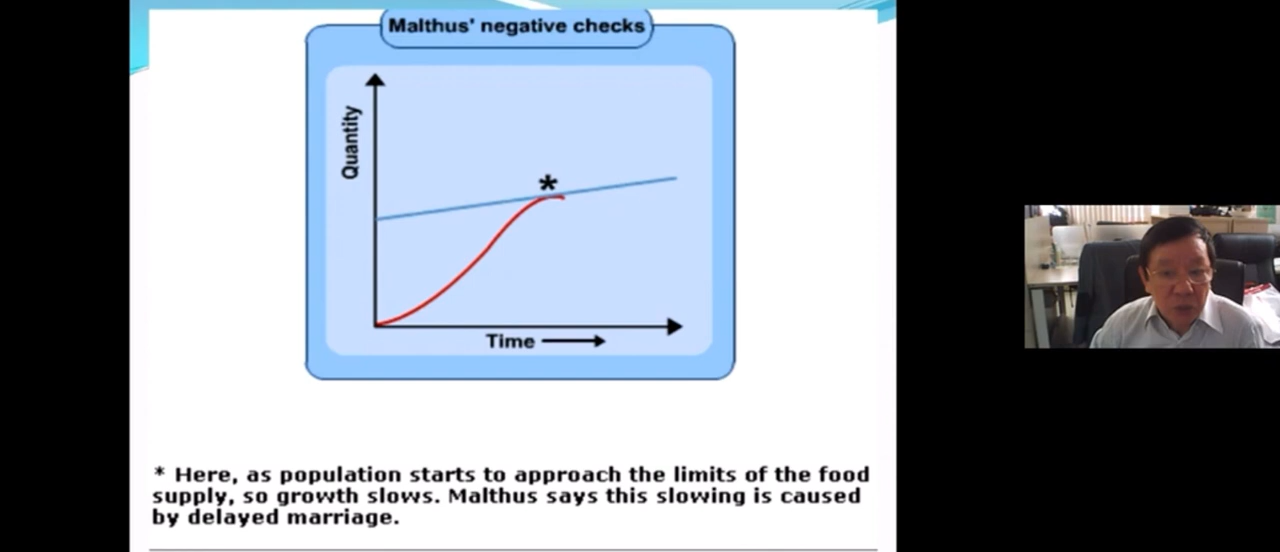 Malthus' negative checks
Quantity
*
Time
* Here, as population starts to approach the limits of the food
supply, so growth slows. Malthus says this slowing is caused
by delayed marriage.